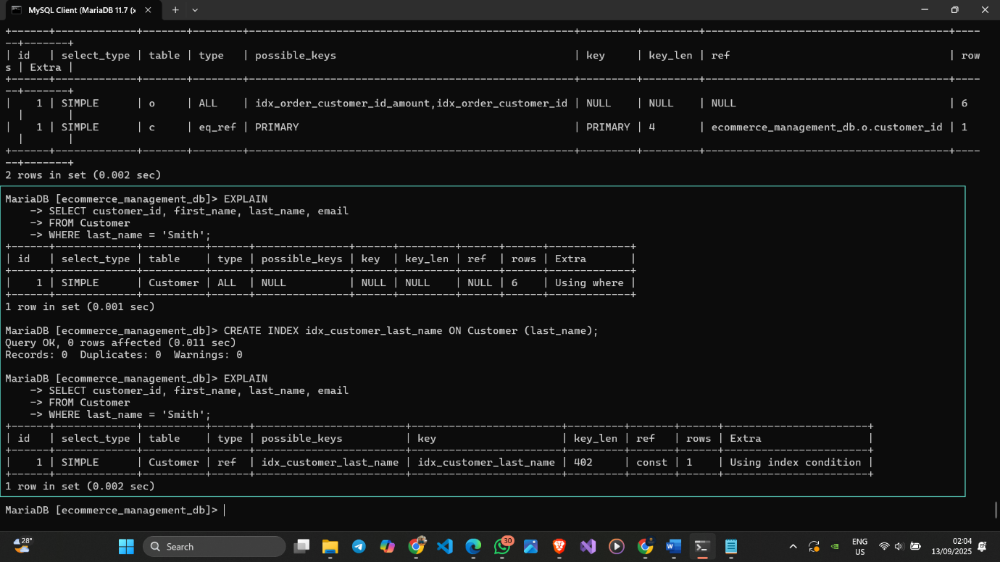 MySQL Client (MariaDB 11.7 (x
+------+-------------+-------+--------+----------------------------------------------------+---------+---------+---------------------------------------+----
--+-------+
| id   | select_type | table | type   | possible_keys                                      | key     | key_len | ref                                   | row
s | Extra |
+------+-------------+-------+--------+----------------------------------------------------+---------+---------+---------------------------------------+----
--+-------+
|    1 | SIMPLE      | o     | ALL    | idx_order_customer_id_amount,idx_order_customer_id | NULL    | NULL    | NULL                                  | 6
  |       |
|    1 | SIMPLE      | c     | eq_ref | PRIMARY                                            | PRIMARY | 4       | ecommerce_management_db.o.customer_id | 1
  |       |
+------+-------------+-------+--------+----------------------------------------------------+---------+---------+---------------------------------------+----
--+-------+
2 rows in set (0.002 sec)
MariaDB [ecommerce_management_db]> EXPLAIN
    -> SELECT customer_id, first_name, last_name, email
    -> FROM Customer
    -> WHERE last_name = 'Smith';
+------+-------------+----------+------+---------------+------+---------+------+------+-------------+
| id   | select_type | table    | type | possible_keys | key  | key_len | ref  | rows | Extra       |
+------+-------------+----------+------+---------------+------+---------+------+------+-------------+
|    1 | SIMPLE      | Customer | ALL  | NULL          | NULL | NULL    | NULL | 6    | Using where |
+------+-------------+----------+------+---------------+------+---------+------+------+-------------+
1 row in set (0.001 sec)
MariaDB [ecommerce_management_db]> CREATE INDEX idx_customer_last_name ON Customer (last_name);
Query OK, 0 rows affected (0.011 sec)
Records: 0  Duplicates: 0  Warnings: 0
MariaDB [ecommerce_management_db]> EXPLAIN
    -> SELECT customer_id, first_name, last_name, email
    -> FROM Customer
    -> WHERE last_name = 'Smith';
+------+-------------+----------+------+------------------------+------------------------+---------+-------+------+-----------------------+
| id   | select_type | table    | type | possible_keys          | key                    | key_len | ref   | rows | Extra                 |
+------+-------------+----------+------+------------------------+------------------------+---------+-------+------+-----------------------+
|    1 | SIMPLE      | Customer | ref  | idx_customer_last_name | idx_customer_last_name | 402     | const | 1    | Using index condition |
+------+-------------+----------+------+------------------------+------------------------+---------+-------+------+-----------------------+
1 row in set (0.002 sec)
MariaDB [ecommerce_management_db]>
28°
Search
30
ENG
US
02:04
13/09/2025